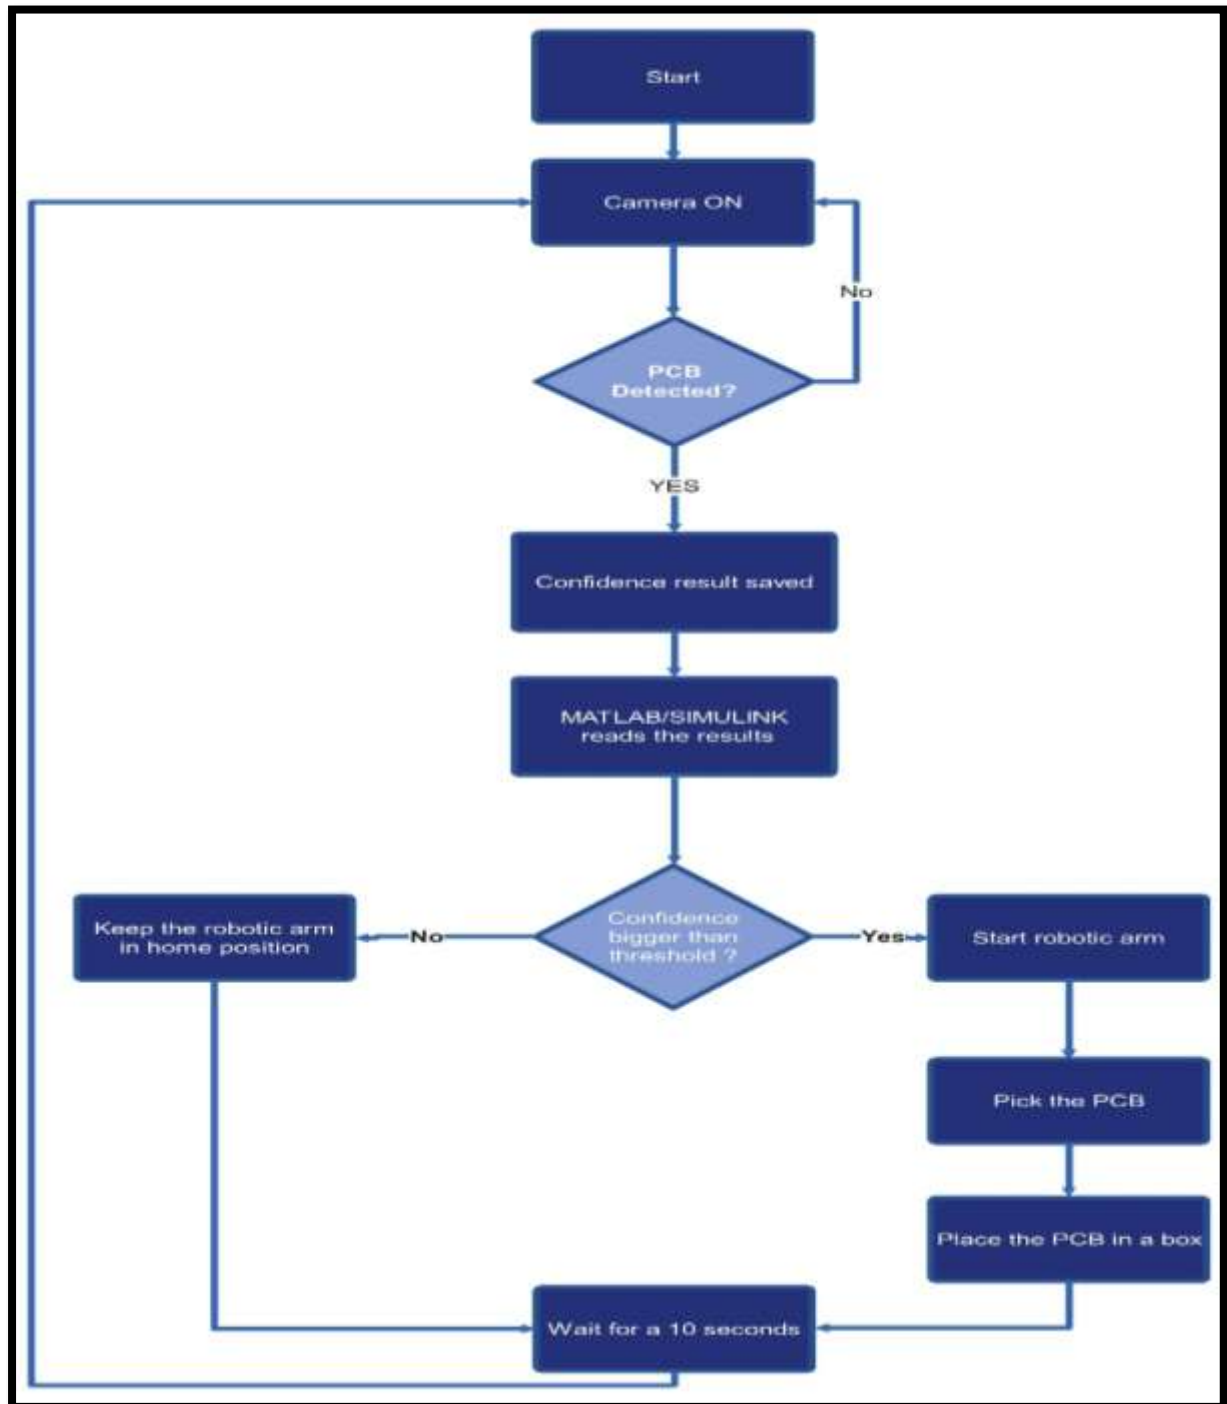 Start
Camera ON
No
PCB
Detected?
YES
Confidence result saved
MATLAB/SIMULINK
reads the results
Keep the robotic arm
in home position
No
Confidence
bigger than
threshold ?
Yes
Start robotic arm
Pick the PCB
Place the PCB in a box
Wait for a 10 seconds